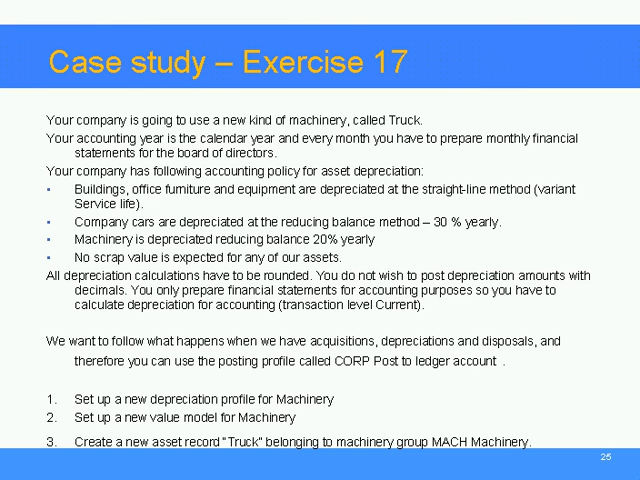 Case study – Exercise 17
Your company is going to use a new kind of machinery, called Truck.
Your accounting year is the calendar year and every month you have to prepare monthly financial
statements for the board of directors.
Your company has following accounting policy for asset depreciation:
• Buildings, office furniture and equipment are depreciated at the straight-line method (variant
Service life).
• Company cars are depreciated at the reducing balance method – 30 % yearly.
• Machinery is depreciated reducing balance 20% yearly
• No scrap value is expected for any of our assets.
All depreciation calculations have to be rounded. You do not wish to post depreciation amounts with
decimals. You only prepare financial statements for accounting purposes so you have to
calculate depreciation for accounting (transaction level Current).
We want to follow what happens when we have acquisitions, depreciations and disposals, and
therefore you can use the posting profile called CORP Post to ledger account .
1. Set up a new depreciation profile for Machinery
2. Set up a new value model for Machinery
3. Create a new asset record "Truck" belonging to machinery group MACH Machinery.
25